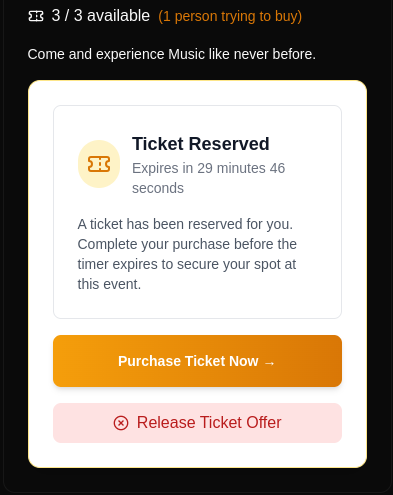 3 / 3 available (1 person trying to buy)
Come and experience Music like never before.
Ticket Reserved
Expires in 29 minutes 46
seconds
A ticket has been reserved for you.
Complete your purchase before the
timer expires to secure your spot at
this event.
Purchase Ticket Now →
Release Ticket Offer